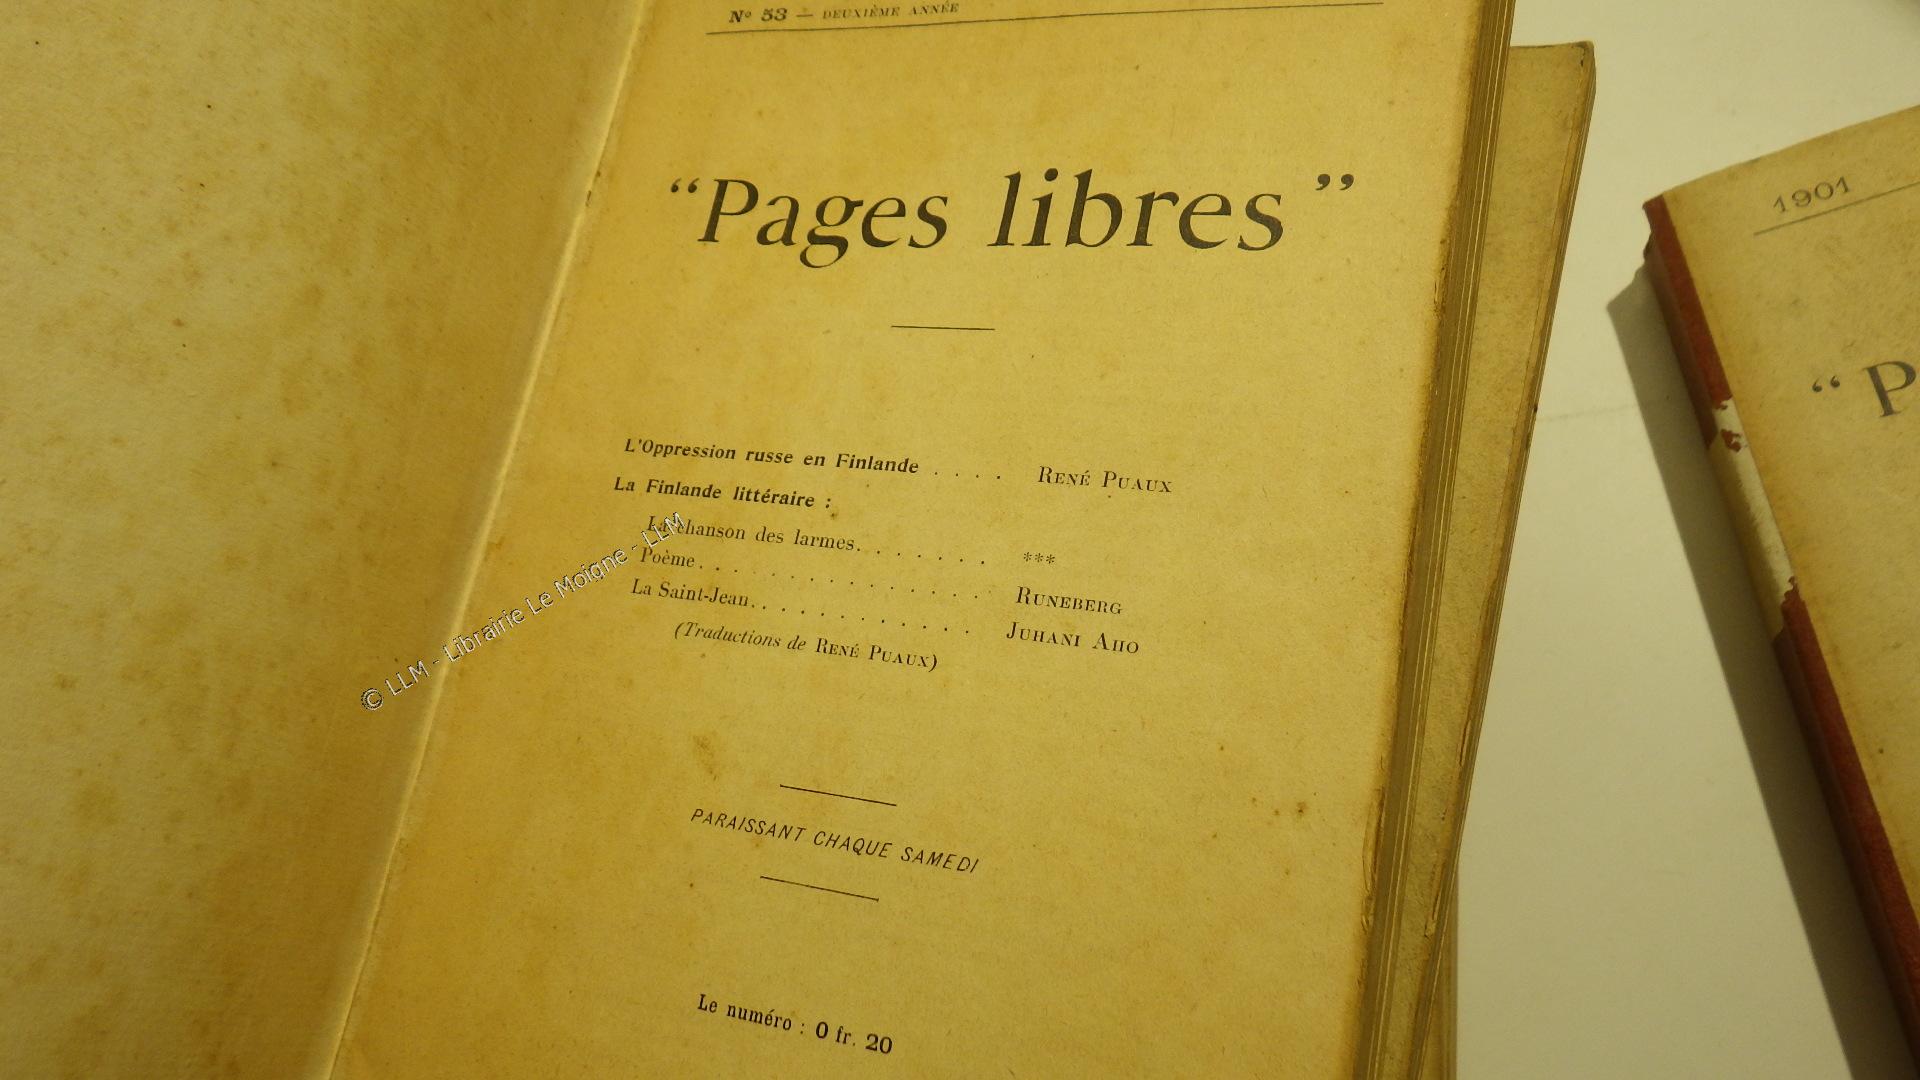 Nº 53 — DEUXIÈME ANNÉE
“Pages libres”
L'Oppression russe en Finlande . . . . RENÉ PUAUX
La Finlande littéraire :
La chanson des larmes. . . . . . . ***
Poème. . . . . . . . . . . . . . RUNEBERG
La Saint-Jean. . . . . . . . . . . . JUHANI AHO
(Traductions de RENÉ PUAUX)
PARAISSANT CHAQUE SAMEDI
Le numéro : 0 fr. 20
1901
“ P
© LLM - Librairie Le Moigne - LLM